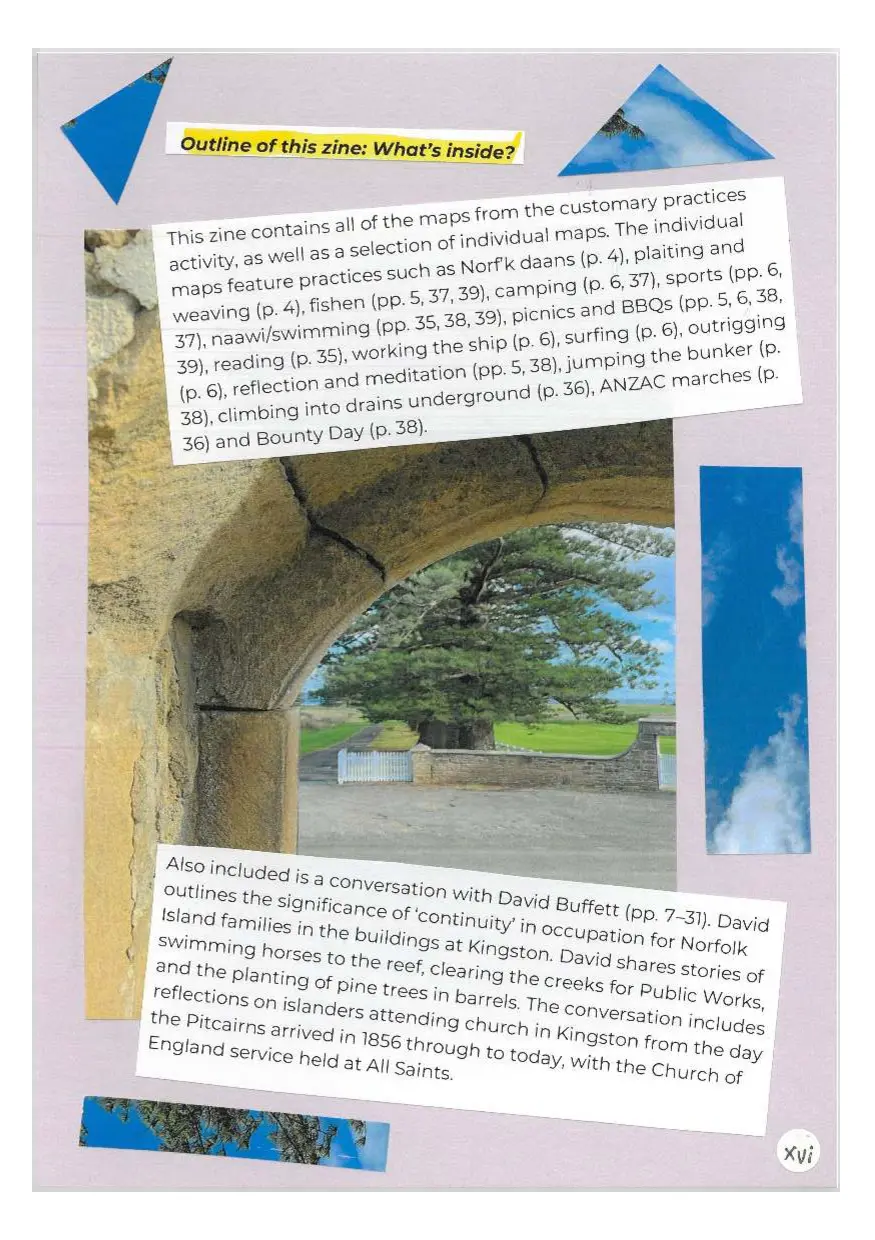 Outline of this zine: What's inside?
This zine contains all of the maps from the customary practices
activity, as well as a selection of individual maps. The individual
maps feature practices such as Norf'k daans (p. 4), plaiting and
weaving (p. 4), fishen (pp. 5, 37, 39), camping (p. 6, 37), sports (pp. 6,
37), naawi/swimming (pp. 35, 38, 39), picnics and BBQs (pp. 5, 6, 38,
39), reading (p. 35), working the ship (p. 6), surfing (p. 6), outrigging
(p. 6), reflection and meditation (pp. 5, 38), jumping the bunker (p.
38), climbing into drains underground (p. 36), ANZAC marches (p.
36) and Bounty Day (p. 38).
Also included is a conversation with David Buffett (pp. 7–31). David
outlines the significance of 'continuity' in occupation for Norfolk
Island families in the buildings at Kingston. David shares stories of
swimming horses to the reef, clearing the creeks for Public Works,
and the planting of pine trees in barrels. The conversation includes
reflections on islanders attending church in Kingston from the day
the Pitcairns arrived in 1856 through to today, with the Church of
England service held at All Saints.
xvi